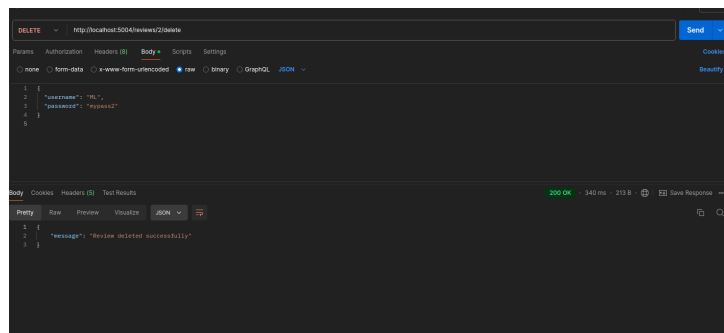 DELETE http://localhost:5004/reviews/2/delete Send
Params Authorization Headers (8) Body Scripts Settings Cookies
none form-data x-www-form-urlencoded raw binary GraphQL JSON Beautify
1 {
2 "username": "ML",
3 "password": "mypass2"
4 }
5
Body Cookies Headers (5) Test Results 200 OK · 340 ms · 213 B · Save Response
Pretty Raw Preview Visualize JSON
1 {
2 "message": "Review deleted successfully"
3 }